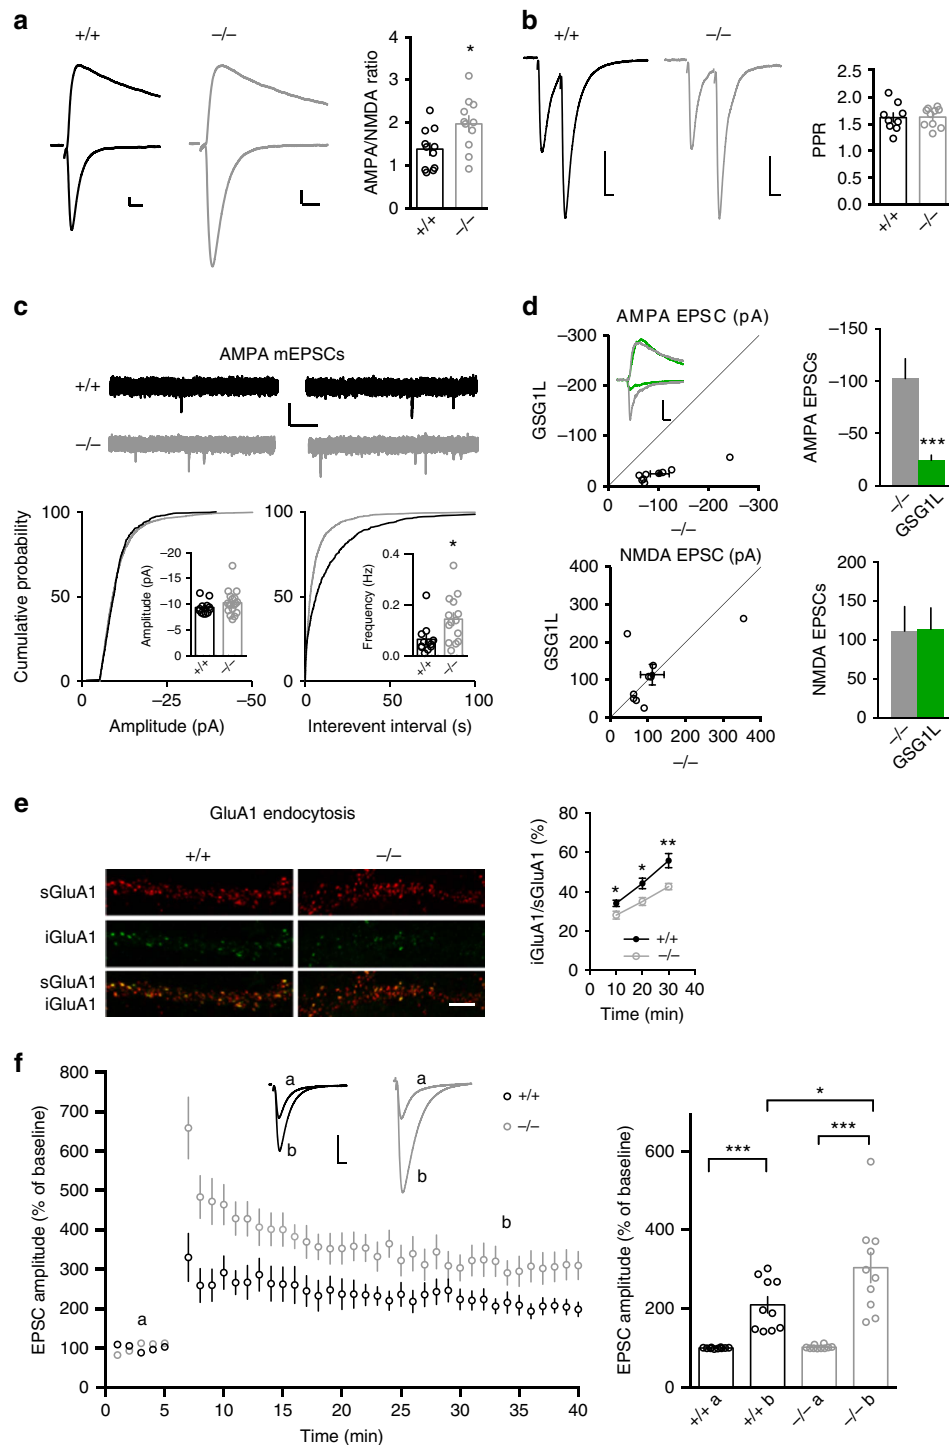 a
+/+
–/–
AMPA/NMDA ratio
4
3
2
1
0
*
+/+
–/–
b
+/+
–/–
PPR
2.5
2.0
1.5
1.0
0.5
0.0
+/+
–/–
c
AMPA mEPSCs
+/+
–/–
Cumulative probability
100
50
0
0
–25
–50
Amplitude (pA)
Amplitude (pA)
–20
–15
–10
–5
0
+/+
–/–
100
50
0
0
50
100
Interevent interval (s)
Frequency (Hz)
0.4
0.2
0.0
*
+/+
–/–
d
AMPA EPSC (pA)
GSG1L
–300
–200
–100
0
0
–100
–200
–300
–/–
AMPA EPSCs
–150
–100
–50
0
***
–/–
GSG1L
NMDA EPSC (pA)
GSG1L
400
300
200
100
0
0
100
200
300
400
–/–
NMDA EPSCs
200
150
100
50
0
–/–
GSG1L
e
GluA1 endocytosis
+/+
–/–
sGluA1
iGluA1
sGluA1
iGluA1
iGluA1/sGluA1 (%)
80
60
40
20
0
*
*
**
+/+
–/–
0
10
20
30
40
Time (min)
f
EPSC amplitude (% of baseline)
800
700
600
500
400
300
200
100
0
a
a
b
a
b
b
+/+
–/–
0
5
10
15
20
25
30
35
40
Time (min)
EPSC amplitude (% of baseline)
600
400
200
0
***
***
*
+/+ a
+/+ b
–/– a
–/– b